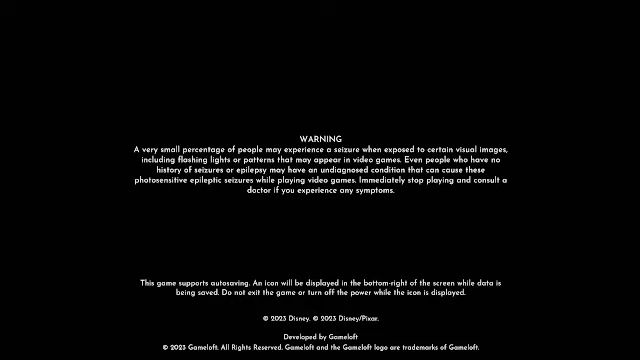 WARNING
A very small percentage of people may experience a seizure when exposed to certain visual images,
including flashing lights or patterns that may appear in video games. Even people who have no
history of seizures or epilepsy may have an undiagnosed condition that can cause these
photosensitive epileptic seizures while playing video games. Immediately stop playing and consult a
doctor if you experience any symptoms.
This game supports autosaving. An icon will be displayed in the bottom-right of the screen while data is
being saved. Do not exit the game or turn off the power while the icon is displayed.
© 2023 Disney. © 2023 Disney/Pixar.
Developed by Gameloft
© 2023 Gameloft. All Rights Reserved. Gameloft and the Gameloft logo are trademarks of Gameloft.